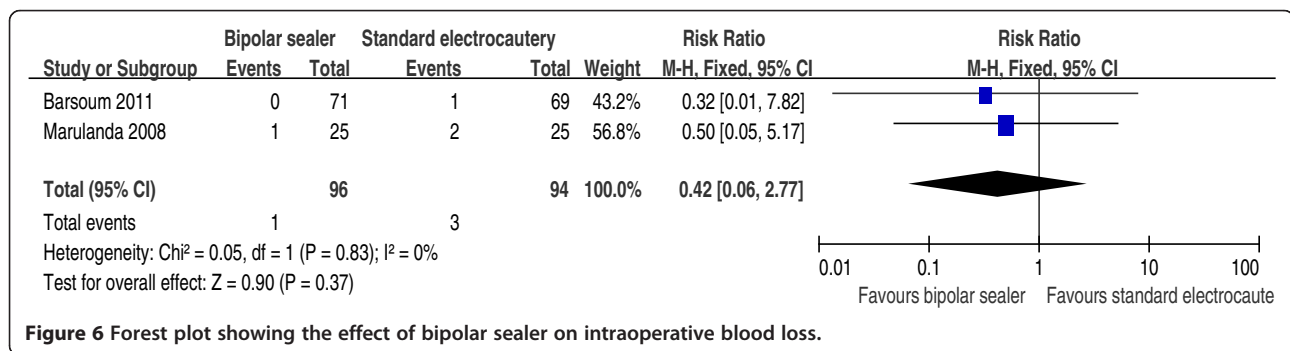 Bipolar sealer Standard electrocautery Risk Ratio Risk Ratio
Study or Subgroup Events Total Events Total Weight M-H, Fixed, 95% CI M-H, Fixed, 95% CI
Barsoum 2011 0 71 1 69 43.2% 0.32 [0.01, 7.82]
Marulanda 2008 1 25 2 25 56.8% 0.50 [0.05, 5.17]
Total (95% CI) 96 94 100.0% 0.42 [0.06, 2.77]
Total events 1 3
Heterogeneity: Chi² = 0.05, df = 1 (P = 0.83); I² = 0%
Test for overall effect: Z = 0.90 (P = 0.37)
0.01 0.1 1 10 100
Favours bipolar sealer Favours standard electrocaute
Figure 6 Forest plot showing the effect of bipolar sealer on intraoperative blood loss.